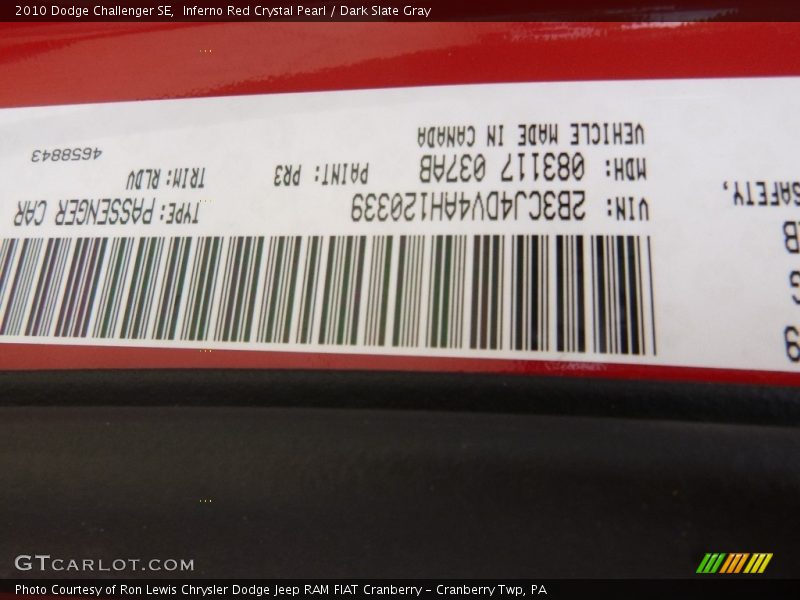 2010 Dodge Challenger SE,  Inferno Red Crystal Pearl / Dark Slate Gray
VEHICLE MADE IN CANADA
MDH: 083117 037AB PAINT: PR3 TRIM: RLDV 4658843
VIN: 2B3CJ4DV4AH120339 TYPE: PASSENGER CAR
SAFETY.
GTCARLOT.COM
Photo Courtesy of Ron Lewis Chrysler Dodge Jeep RAM FIAT Cranberry – Cranberry Twp, PA